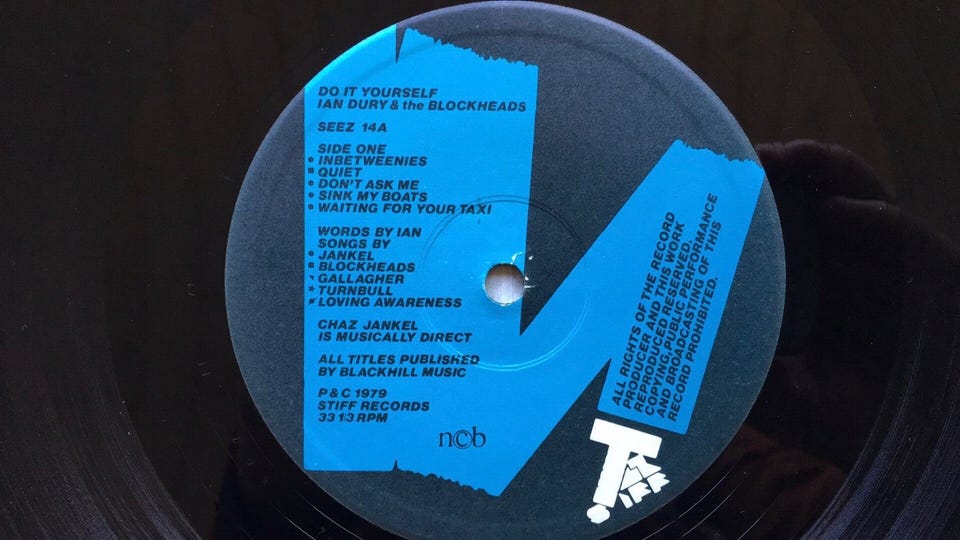 DO IT YOURSELF
IAN DURY & the BLOCKHEADS
SEEZ 14A
SIDE ONE
INBETWEENIES
QUIET
DON'T ASK ME
SINK MY BOATS
WAITING FOR YOUR TAXI
WORDS BY IAN
SONGS BY
JANKEL
BLOCKHEADS
GALLAGHER
TURNBULL
LOVING AWARENESS
CHAZ JANKEL
IS MUSICALLY DIRECT
ALL TITLES PUBLISHED
BY BLACKHILL MUSIC
P & C 1979
STIFF RECORDS
33 1/3 RPM
ncb
ALL RIGHTS OF THE RECORD
PRODUCER AND THIS WORK
REPRODUCED RESERVED.
COPYING, PUBLIC PERFORMANCE
AND BROADCASTING OF THIS
RECORD PROHIBITED.